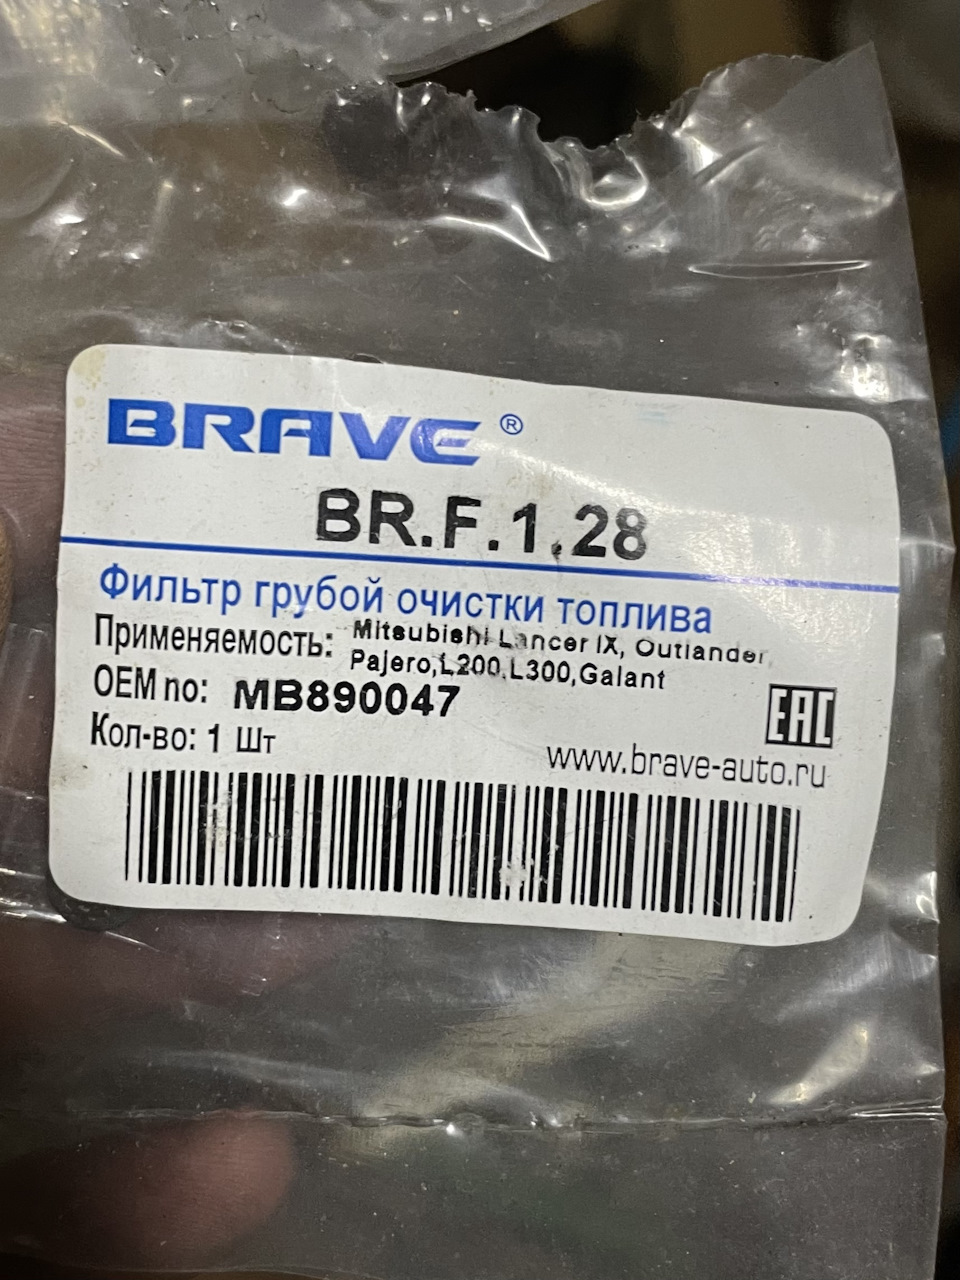 BRAVE ®
BR.F.1.28
Фильтр грубой очистки топлива
Применяемость: Mitsubishi Lancer IX, Outlander,
Pajero,L200,L300,Galant
OEM no: MB890047
EAC
Кол-во: 1 Шт
www.brave-auto.ru